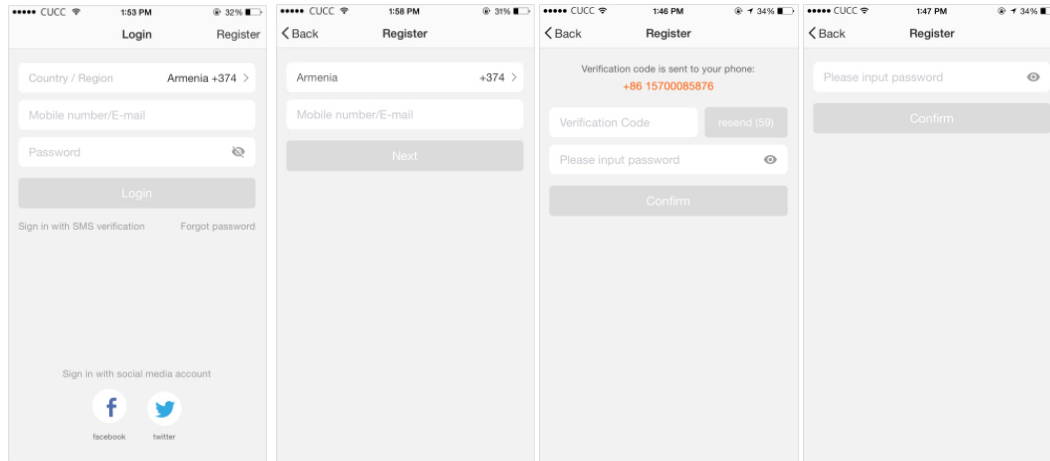 CUCC 1:53 PM 32%
Login Register
Country / Region Armenia +374
Mobile number/E-mail
Password
Login
Sign in with SMS verification Forgot password
Sign in with social media account
facebook twitter
CUCC 1:58 PM 31%
Back Register
Armenia +374
Mobile number/E-mail
Next
CUCC 1:46 PM 34%
Back Register
Verification code is sent to your phone:
+86 15700085876
Verification Code resend (59)
Please input password
Confirm
CUCC 1:47 PM 34%
Back Register
Please input password
Confirm